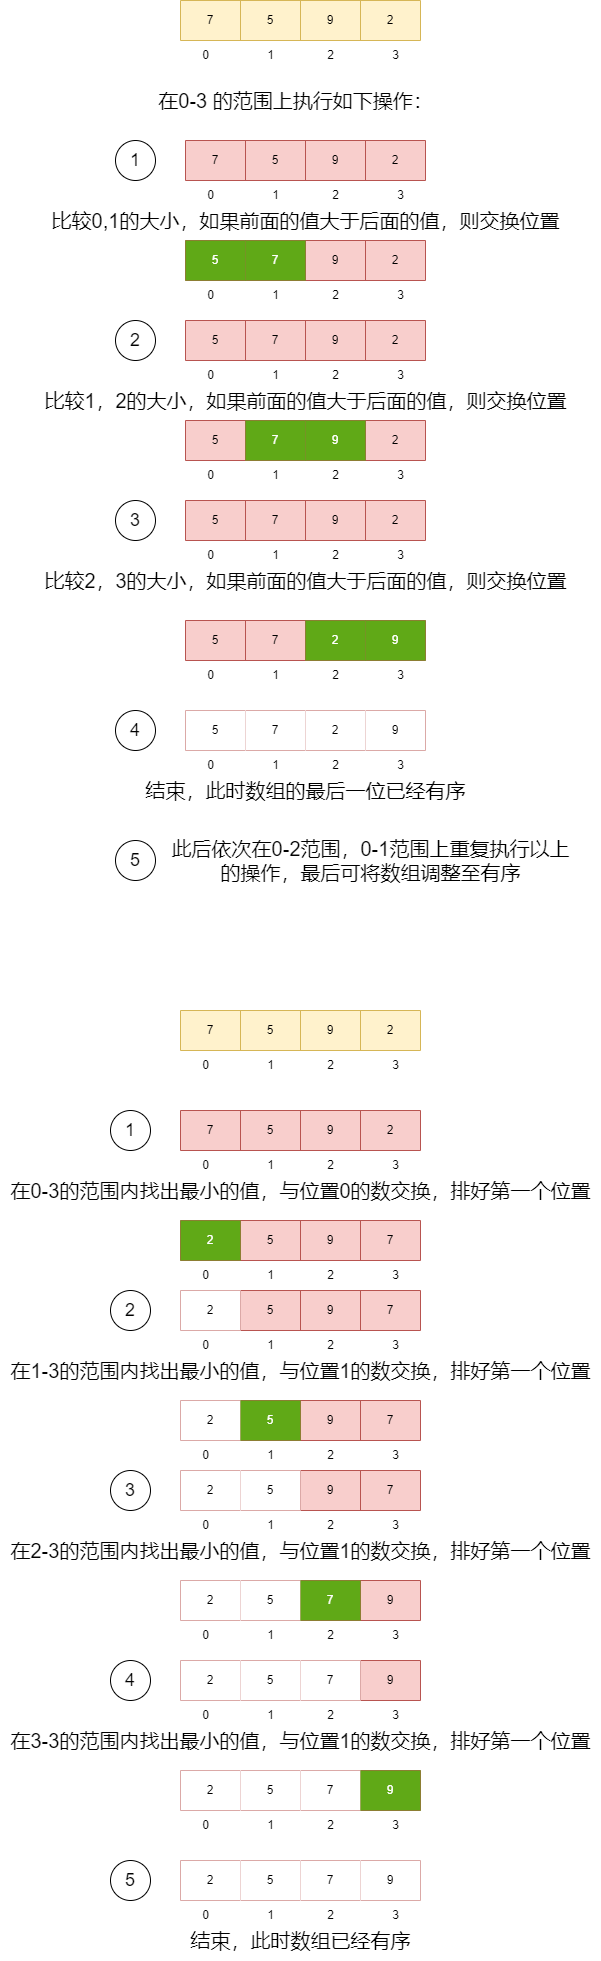 7 5 9 2
0 1 2 3
在0-3 的范围上执行如下操作：
1 7 5 9 2
0 1 2 3
比较0,1的大小，如果前面的值大于后面的值，则交换位置
5 7 9 2
0 1 2 3
2 5 7 9 2
0 1 2 3
比较1，2的大小，如果前面的值大于后面的值，则交换位置
5 7 9 2
0 1 2 3
3 5 7 9 2
0 1 2 3
比较2，3的大小，如果前面的值大于后面的值，则交换位置
5 7 2 9
0 1 2 3
4 5 7 2 9
0 1 2 3
结束，此时数组的最后一位已经有序
5 此后依次在0-2范围，0-1范围上重复执行以上
的操作，最后可将数组调整至有序
7 5 9 2
0 1 2 3
1 7 5 9 2
0 1 2 3
在0-3的范围内找出最小的值，与位置0的数交换，排好第一个位置
2 5 9 7
0 1 2 3
2 2 5 9 7
0 1 2 3
在1-3的范围内找出最小的值，与位置1的数交换，排好第一个位置
2 5 9 7
0 1 2 3
3 2 5 9 7
0 1 2 3
在2-3的范围内找出最小的值，与位置1的数交换，排好第一个位置
2 5 7 9
0 1 2 3
4 2 5 7 9
0 1 2 3
在3-3的范围内找出最小的值，与位置1的数交换，排好第一个位置
2 5 7 9
0 1 2 3
5 2 5 7 9
0 1 2 3
结束，此时数组已经有序